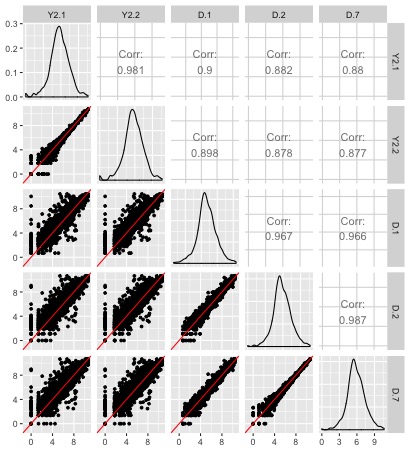 Y2.1 Y2.2 D.1 D.2 D.7
0.3
0.2
0.1
0.0
Corr:
0.981
Corr:
0.9
Corr:
0.882
Corr:
0.88
Y2.1
8
4
0
Corr:
0.898
Corr:
0.878
Corr:
0.877
Y2.2
8
4
0
Corr:
0.967
Corr:
0.966
D.1
8
4
0
Corr:
0.987
D.2
8
4
0
D.7
0 4 8 0 4 8 0 4 8 0 4 8 0 3 6 9